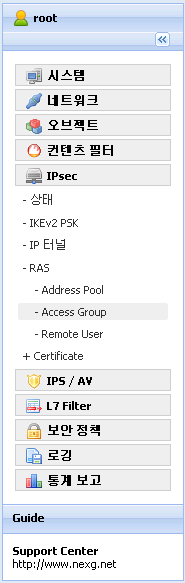 root
시스템
네트워크
오브젝트
컨텐츠 필터
IPsec
- 상태
- IKEv2 PSK
- IP 터널
- RAS
- Address Pool
- Access Group
- Remote User
+ Certificate
IPS / AV
L7 Filter
보안 정책
로깅
통계 보고
Guide
Support Center
http://www.nexg.net